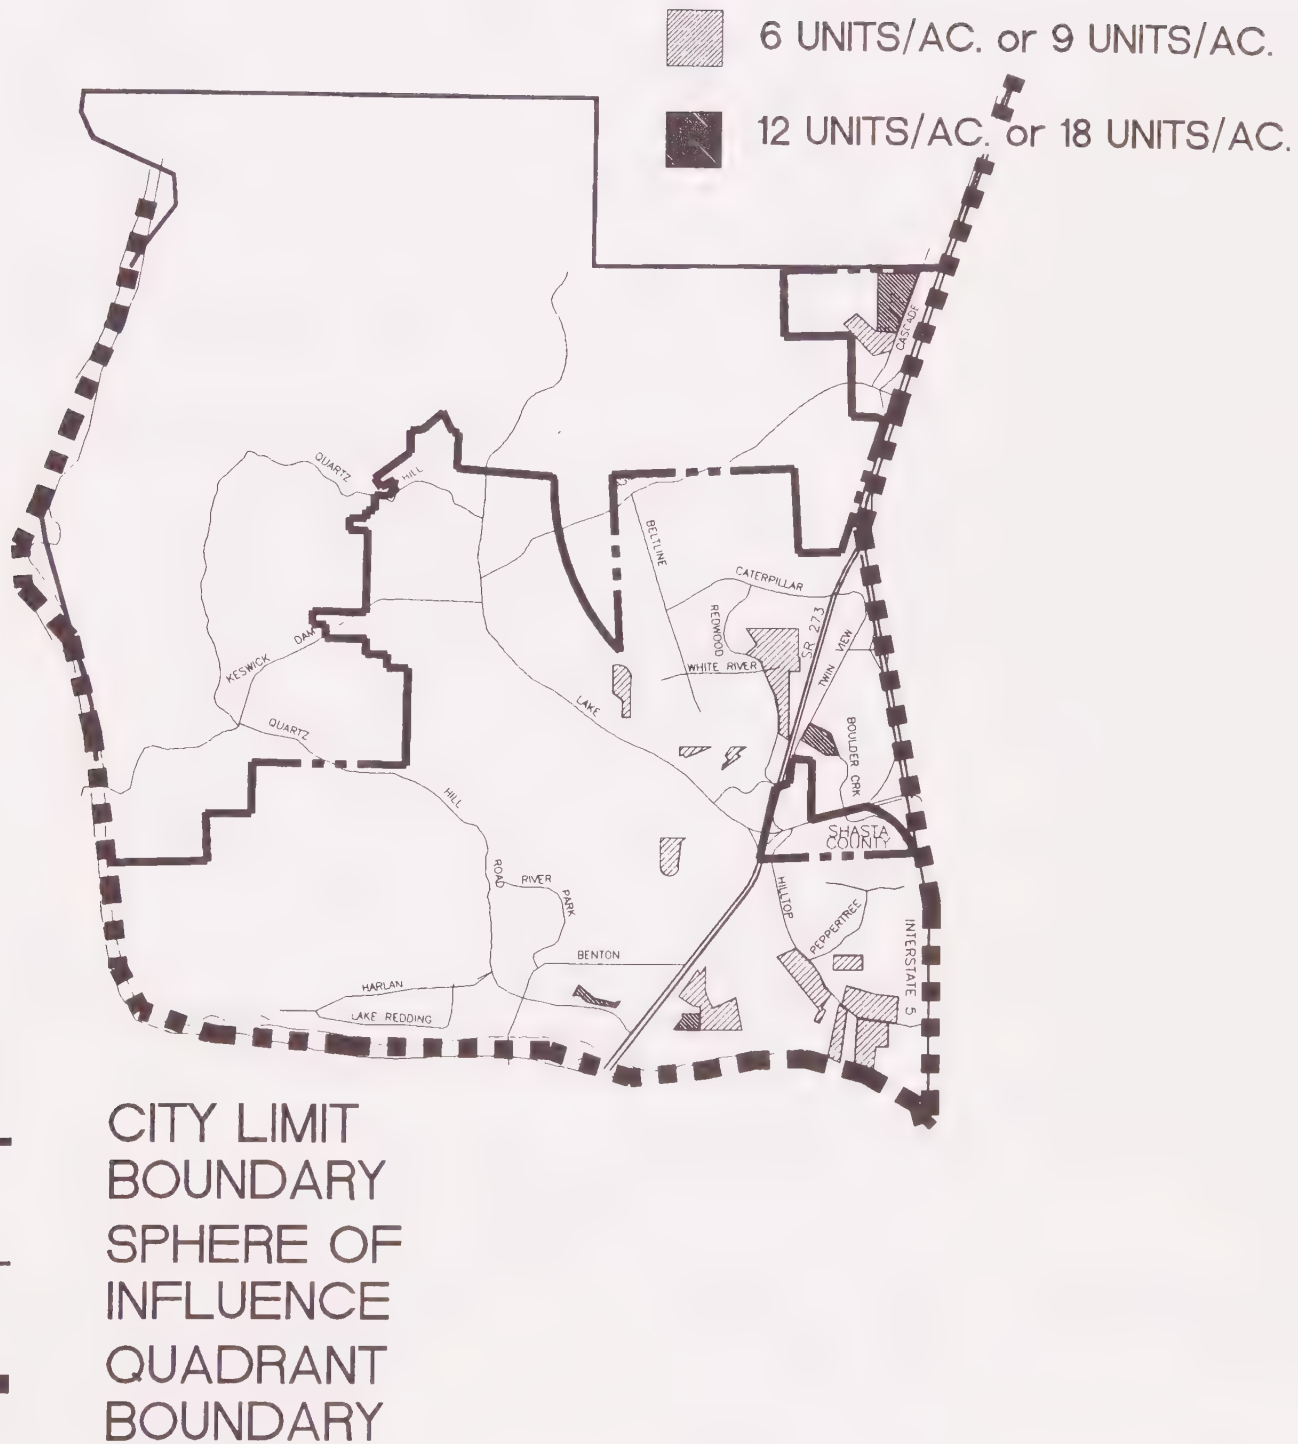 6 UNITS/AC. or 9 UNITS/AC.
12 UNITS/AC. or 18 UNITS/AC.
CASCADE
QUARTZ
HILL
BELTLINE
CATERPILLAR
REDWOOD
SR 273
TWIN VIEW
WHITE RIVER
DAM
KESWICK
LAKE
QUARTZ
BOULDER CRK
HILL
SHASTA
COUNTY
ROAD
RIVER
PARK
HILLTOP
PEPPERTREE
INTERSTATE 5
BENTON
HARLAN
LAKE REDDING
CITY LIMIT
BOUNDARY
SPHERE OF
INFLUENCE
QUADRANT
BOUNDARY